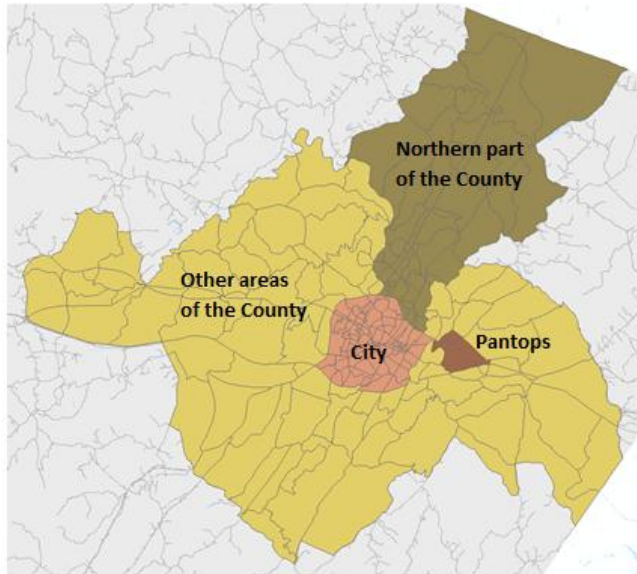 Northern part
of the County
Other areas
of the County
City
Pantops